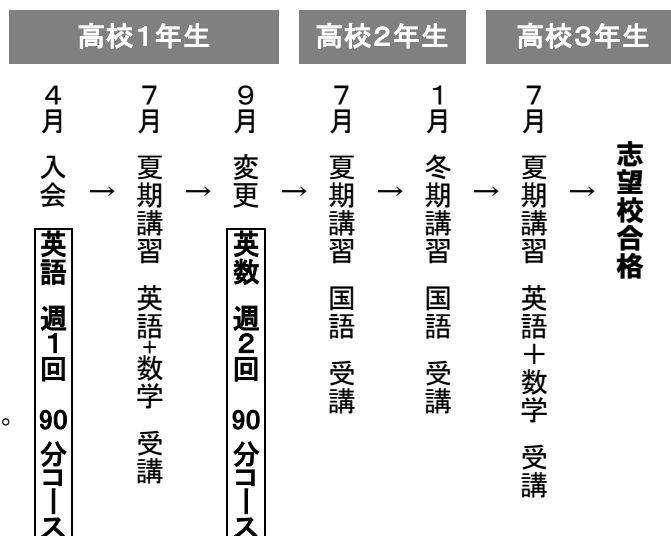 高校1年生
高校2年生
高校3年生
4月 入会 英語 週1回 90分コース
→
7月 夏期講習 英語+数学 受講
→
9月 変更 英数 週2回 90分コース
→
7月 夏期講習 国語 受講
→
1月 冬期講習 国語 受講
→
7月 夏期講習 英語+数学 受講
→
志望校合格
。